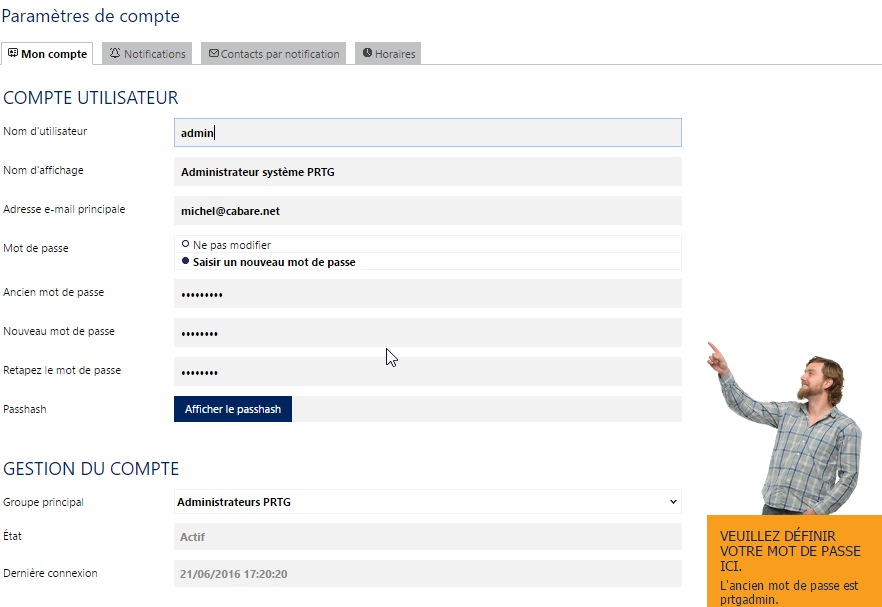 Paramètres de compte
Mon compte Notifications Contacts par notification Horaires
COMPTE UTILISATEUR
Nom d'utilisateur admin
Nom d'affichage Administrateur système PRTG
Adresse e-mail principale michel@cabare.net
Mot de passe Ne pas modifier
Saisir un nouveau mot de passe
Ancien mot de passe •••••••••
Nouveau mot de passe ••••••••
Retapez le mot de passe ••••••••
Passhash Afficher le passhash
GESTION DU COMPTE
Groupe principal Administrateurs PRTG
État Actif
Dernière connexion 21/06/2016 17:20:20
VEUILLEZ DÉFINIR
VOTRE MOT DE PASSE
ICI.
L'ancien mot de passe est
prtgadmin.